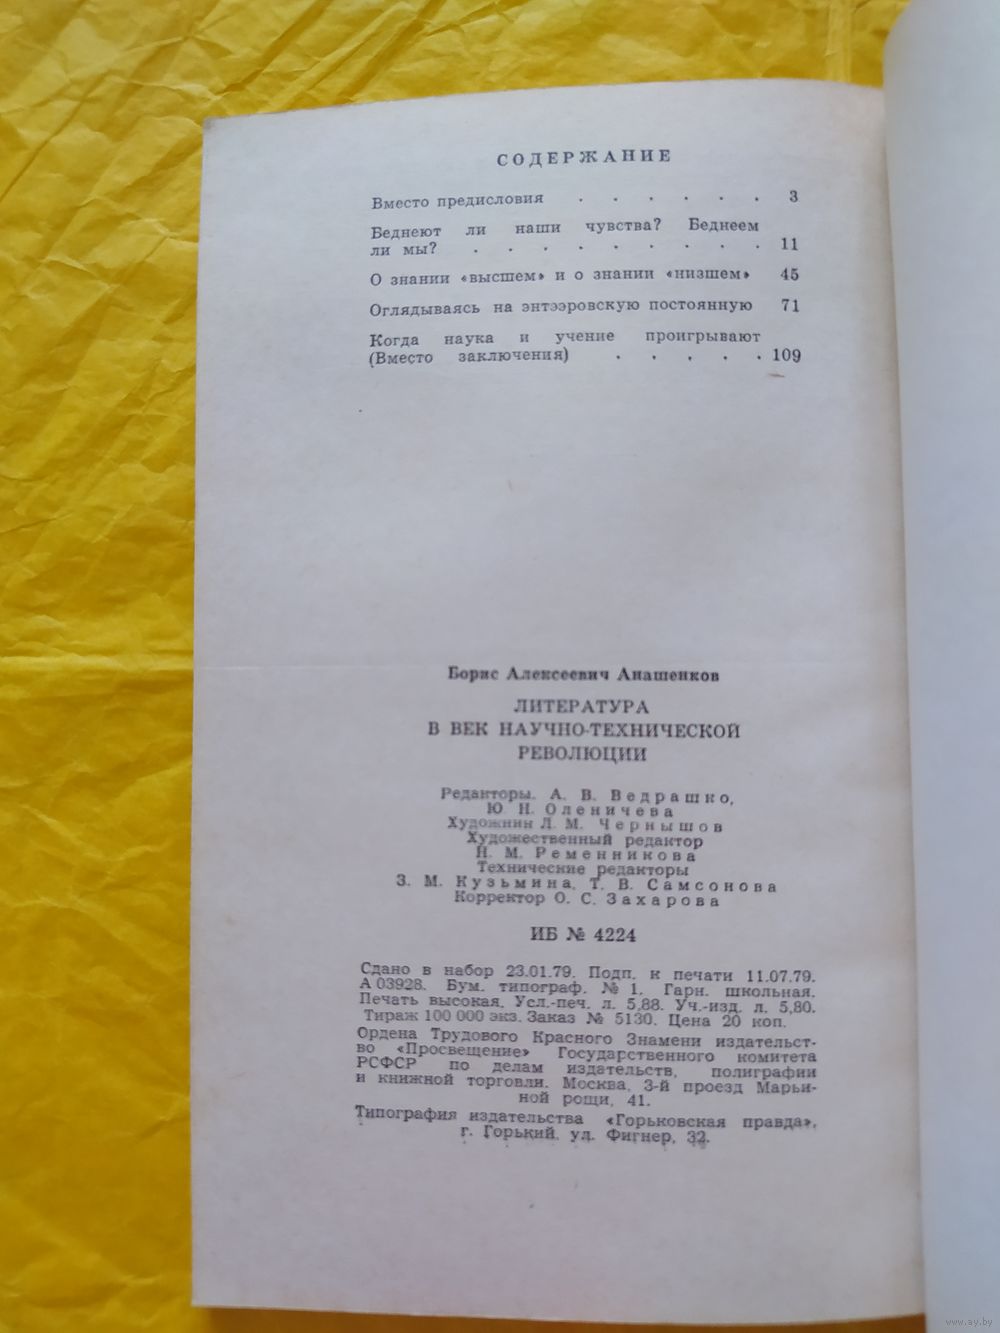 СОДЕРЖАНИЕ
Вместо предисловия . . . . . . 3
Беднеют ли наши чувства? Беднеем
ли мы? . . . . . . . . . 11
О знании «высшем» и о знании «низшем» 45
Оглядываясь на энтээровскую постоянную 71
Когда наука и учение проигрывают
(Вместо заключения) . . . . . 109
Борис Алексеевич Анашенков
ЛИТЕРАТУРА
В ВЕК НАУЧНО-ТЕХНИЧЕСКОЙ
РЕВОЛЮЦИИ
Редакторы. А. В. Ведрашко,
Ю. Н. Оленичева
Художник Л. М. Чернышов
Художественный редактор
Н. М. Ременникова
Технические редакторы
З. М. Кузьмина, Т. В. Самсонова
Корректор О. С. Захарова
ИБ № 4224
Сдано в набор 23.01.79. Подп. к печати 11.07.79.
А 03928. Бум. типограф. № 1. Гарн. школьная.
Печать высокая. Усл.-печ. л. 5,88. Уч.-изд. л. 5,80.
Тираж 100 000 экз. Заказ № 5130. Цена 20 коп.
Ордена Трудового Красного Знамени издательст-
во «Просвещение» Государственного комитета
РСФСР по делам издательств, полиграфии
и книжной торговли. Москва, 3-й проезд Марьи-
ной рощи, 41.
Типография издательства «Горьковская правда»,
г. Горький, ул. Фигнер, 32.
www.ay.by